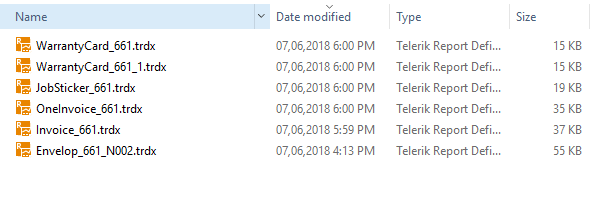 Name Date modified Type Size
WarrantyCard_661.trdx 07,06,2018 6:00 PM Telerik Report Defi... 15 KB
WarrantyCard_661_1.trdx 07,06,2018 6:00 PM Telerik Report Defi... 15 KB
JobSticker_661.trdx 07,06,2018 6:00 PM Telerik Report Defi... 19 KB
OneInvoice_661.trdx 07,06,2018 6:00 PM Telerik Report Defi... 35 KB
Invoice_661.trdx 07,06,2018 5:59 PM Telerik Report Defi... 37 KB
Envelop_661_N002.trdx 07,06,2018 4:13 PM Telerik Report Defi... 55 KB